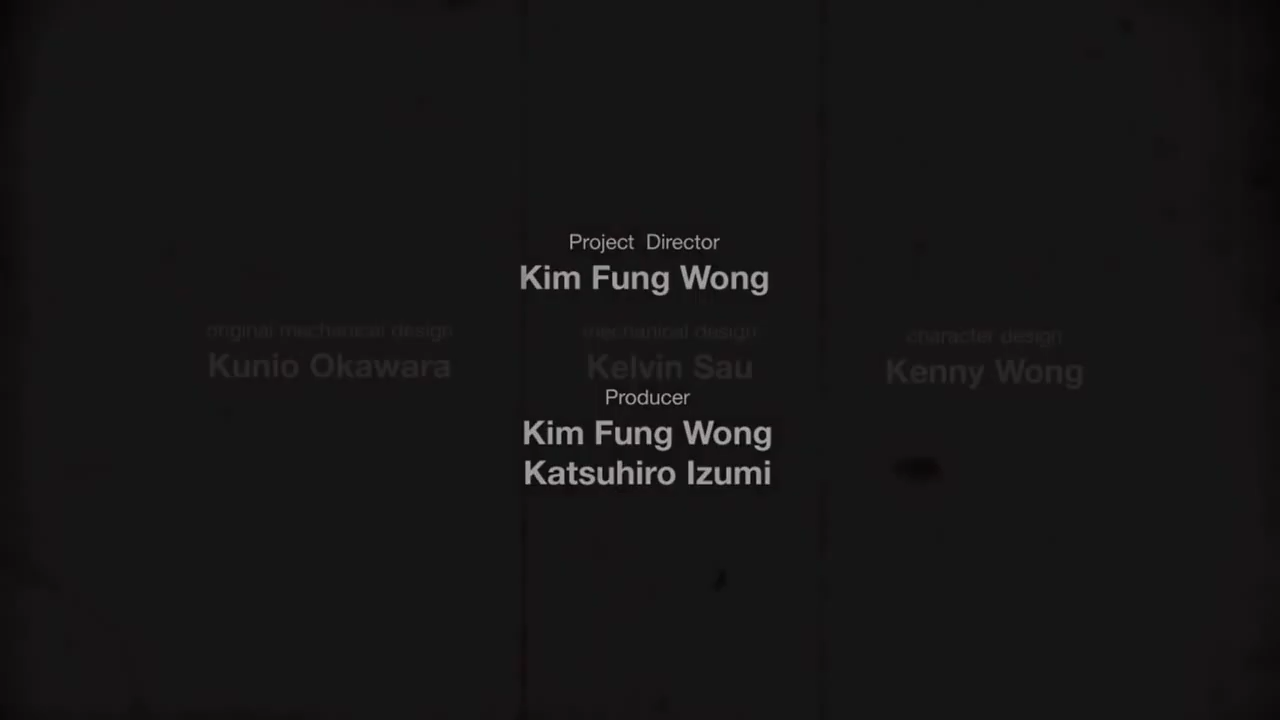 Project Director
Kim Fung Wong
original mechanical design
Kunio Okawara
mechanical design
Kelvin Sau
character design
Kenny Wong
Producer
Kim Fung Wong
Katsuhiro Izumi